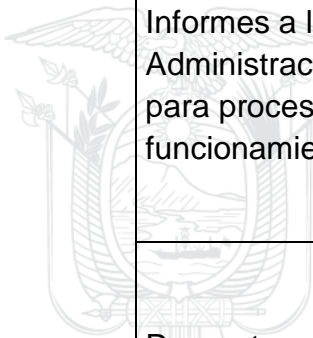 Informes a l
Administrac
para proces
funcionamie